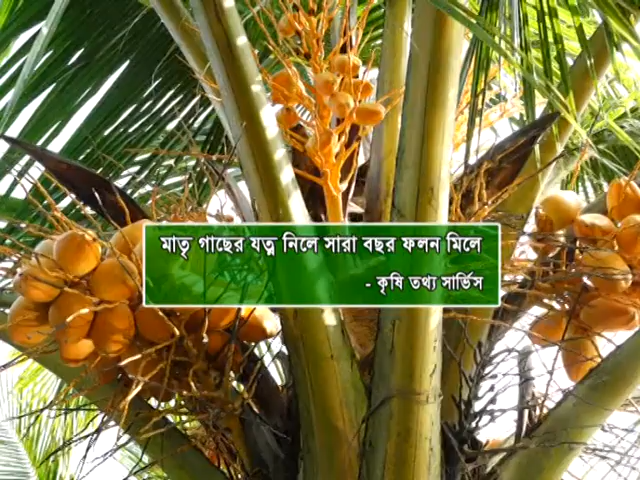 মাতৃ গাছের যত্ন নিলে সারা বছর ফলন মিলে
- কৃষি তথ্য সার্ভিস